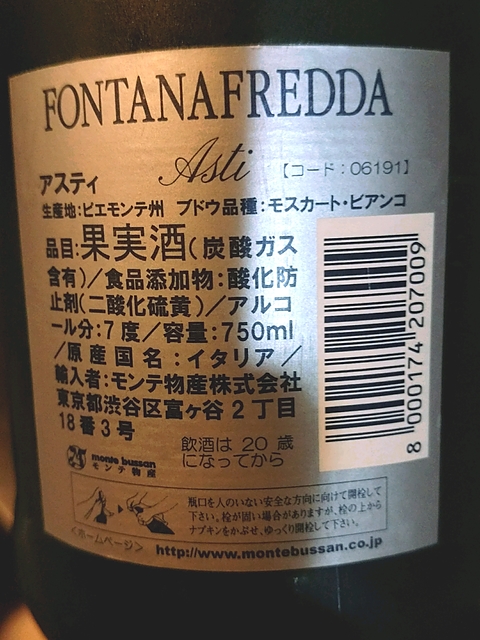 FONTANAFREDDA
Asti 【コード：06191】
アスティ
生産地：ピエモンテ州 ブドウ品種：モスカート・ビアンコ
品目：果実酒（炭酸ガス
含有）／食品添加物：酸化防
止剤（二酸化硫黄）／アルコ
ール分：7度／容量：750ml
／原産国名：イタリア／
輸入者：モンテ物産株式会社
東京都渋谷区富ヶ谷2丁目
18番3号
飲酒は20歳
になってから
monte bussan
モンテ物産
8 000174 207009
瓶口を人のいない安全な方向に向けて開栓して
下さい。栓が固い場合がありますが、栓の上から
ナプキンをかぶせ、ゆっくり開栓して下さい。
〈ホームページ〉 http://www.montebussan.co.jp